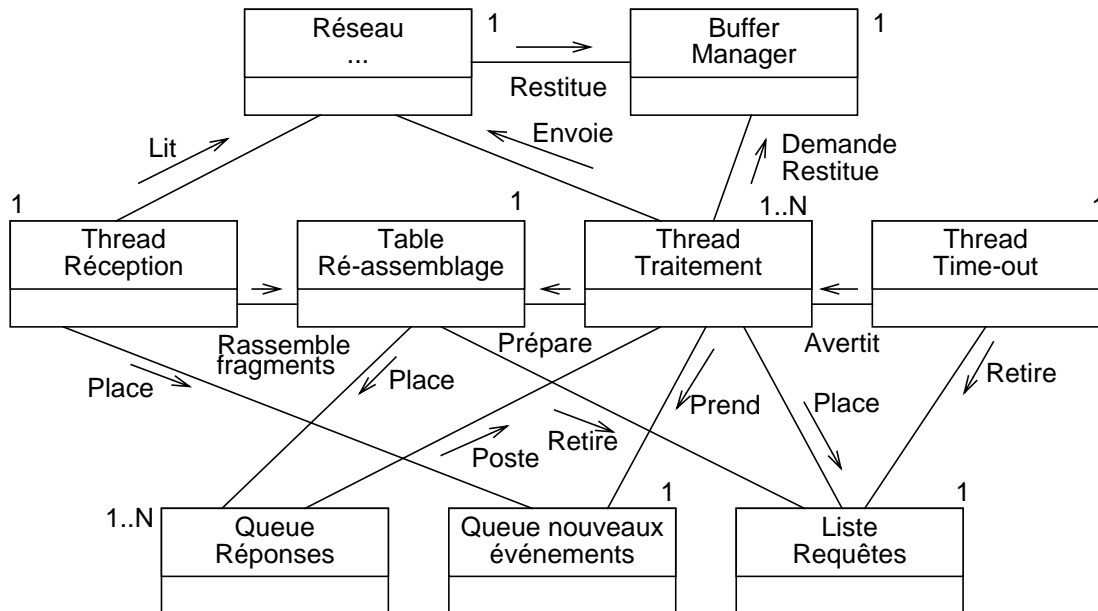 Réseau
...
1
Buffer
Manager
1
Restitue
Lit
Envoie
Demande
Restitue
1
Thread
Réception
1
Table
Ré-assemblage
1..N
Thread
Traitement
1
Thread
Time-out
Rassemble
fragments
Prépare
Avertit
Place
Place
Prend
Place
Retire
Poste
Retire
1..N
Queue
Réponses
1
Queue nouveaux
événements
1
Liste
Requêtes